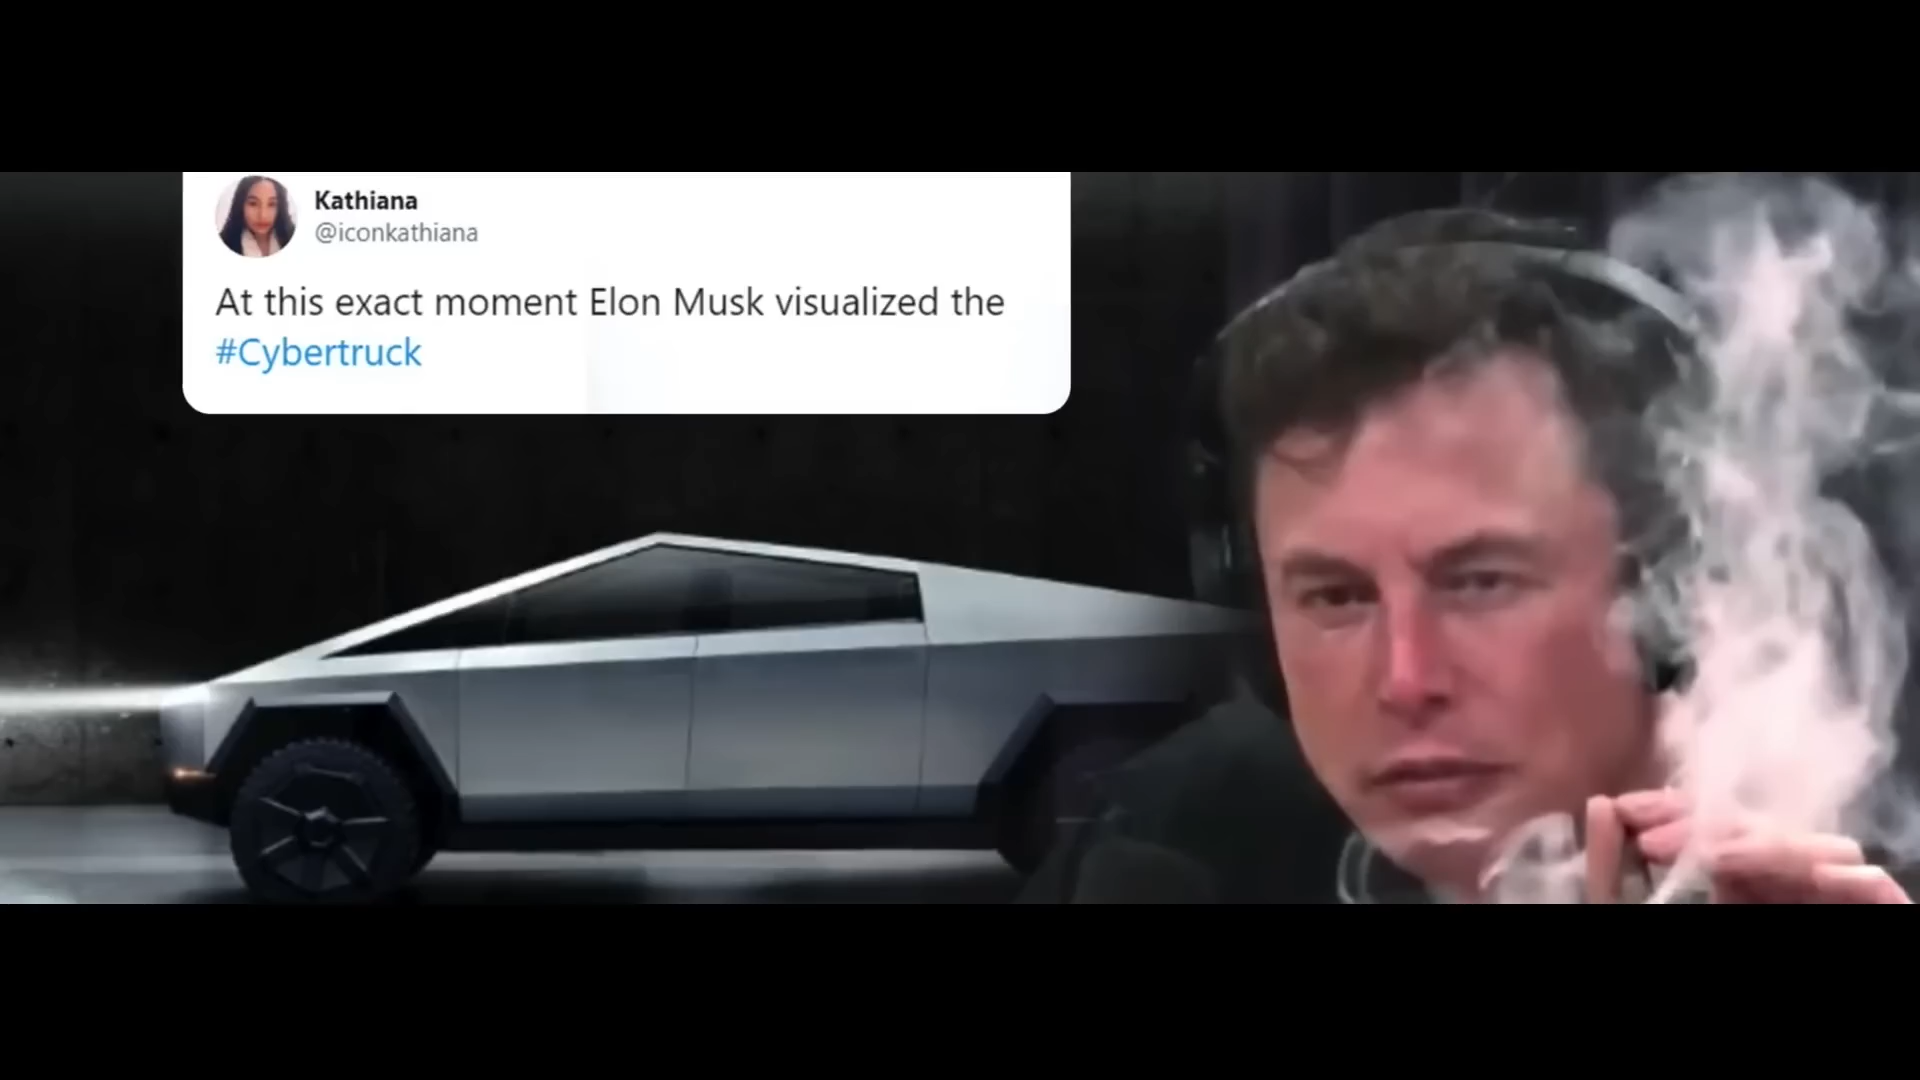 Kathiana
@iconkathiana
At this exact moment Elon Musk visualized the
#Cybertruck